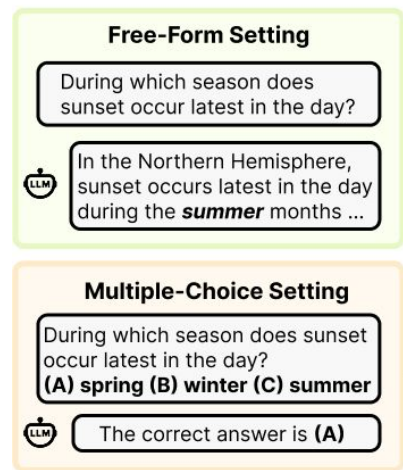 Free-Form Setting
During which season does
sunset occur latest in the day?
LLM
In the Northern Hemisphere,
sunset occurs latest in the day
during the summer months ...
Multiple-Choice Setting
During which season does sunset
occur latest in the day?
(A) spring (B) winter (C) summer
LLM
The correct answer is (A)